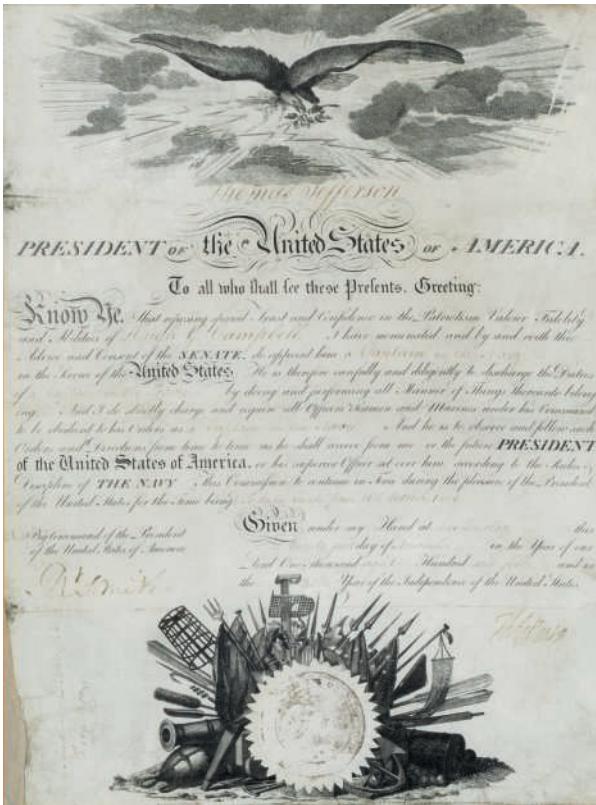 Thomas Jefferson
PRESIDENT OF the United States OF AMERICA.
To all who shall see these Presents, Greeting:
Know Ye, That reposing special Trust and Confidence in the Patriotism Valour Fidelity
and Abilities of Hugh G Campbell I have nominated and by and with the
Advice and Consent of the SENATE, do appoint him a Captain in the Navy
in the Service of the United States: He is therefore carefully and diligently to discharge the Duties
of by doing and performing all Manner of Things thereunto belong
ing. And I do strictly charge and require all Officers Seamen and Marines under his Command
to be obedient to his Orders as And he is to observe and follow such
Orders and Directions from time to time as he shall receive from me or the future PRESIDENT
of the United States of America, or his superior Officer set over him according to the Rules &
Discipline of THE NAVY this Commission to continue in Force during the pleasure of the President
of the United States for the time being
By Command of the President
of the United States of America
Given under my Hand at this
day of in the Year of our
Lord One thousand Hundred and in
the Year of the Independence of the United States.
Rt Smith
Th Jefferson